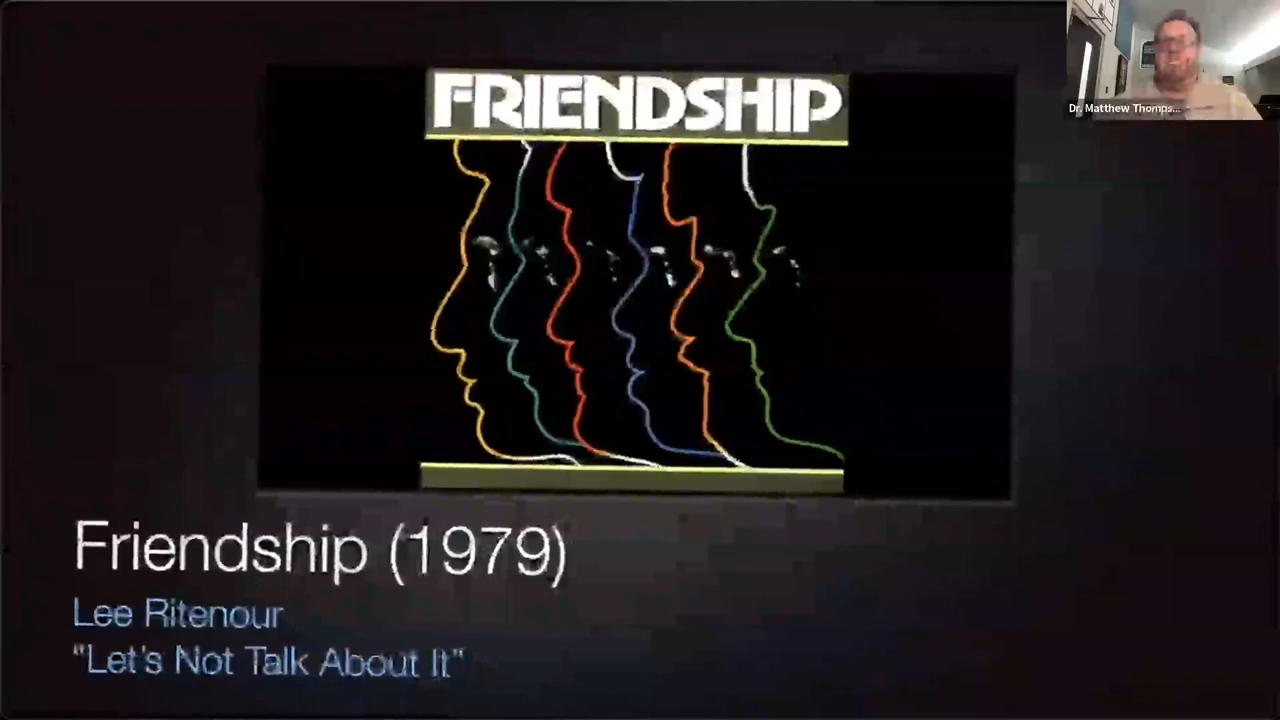 FRIENDSHIP
Dr. Matthew Thomps...
Friendship (1979)
Lee Ritenour
"Let's Not Talk About It"